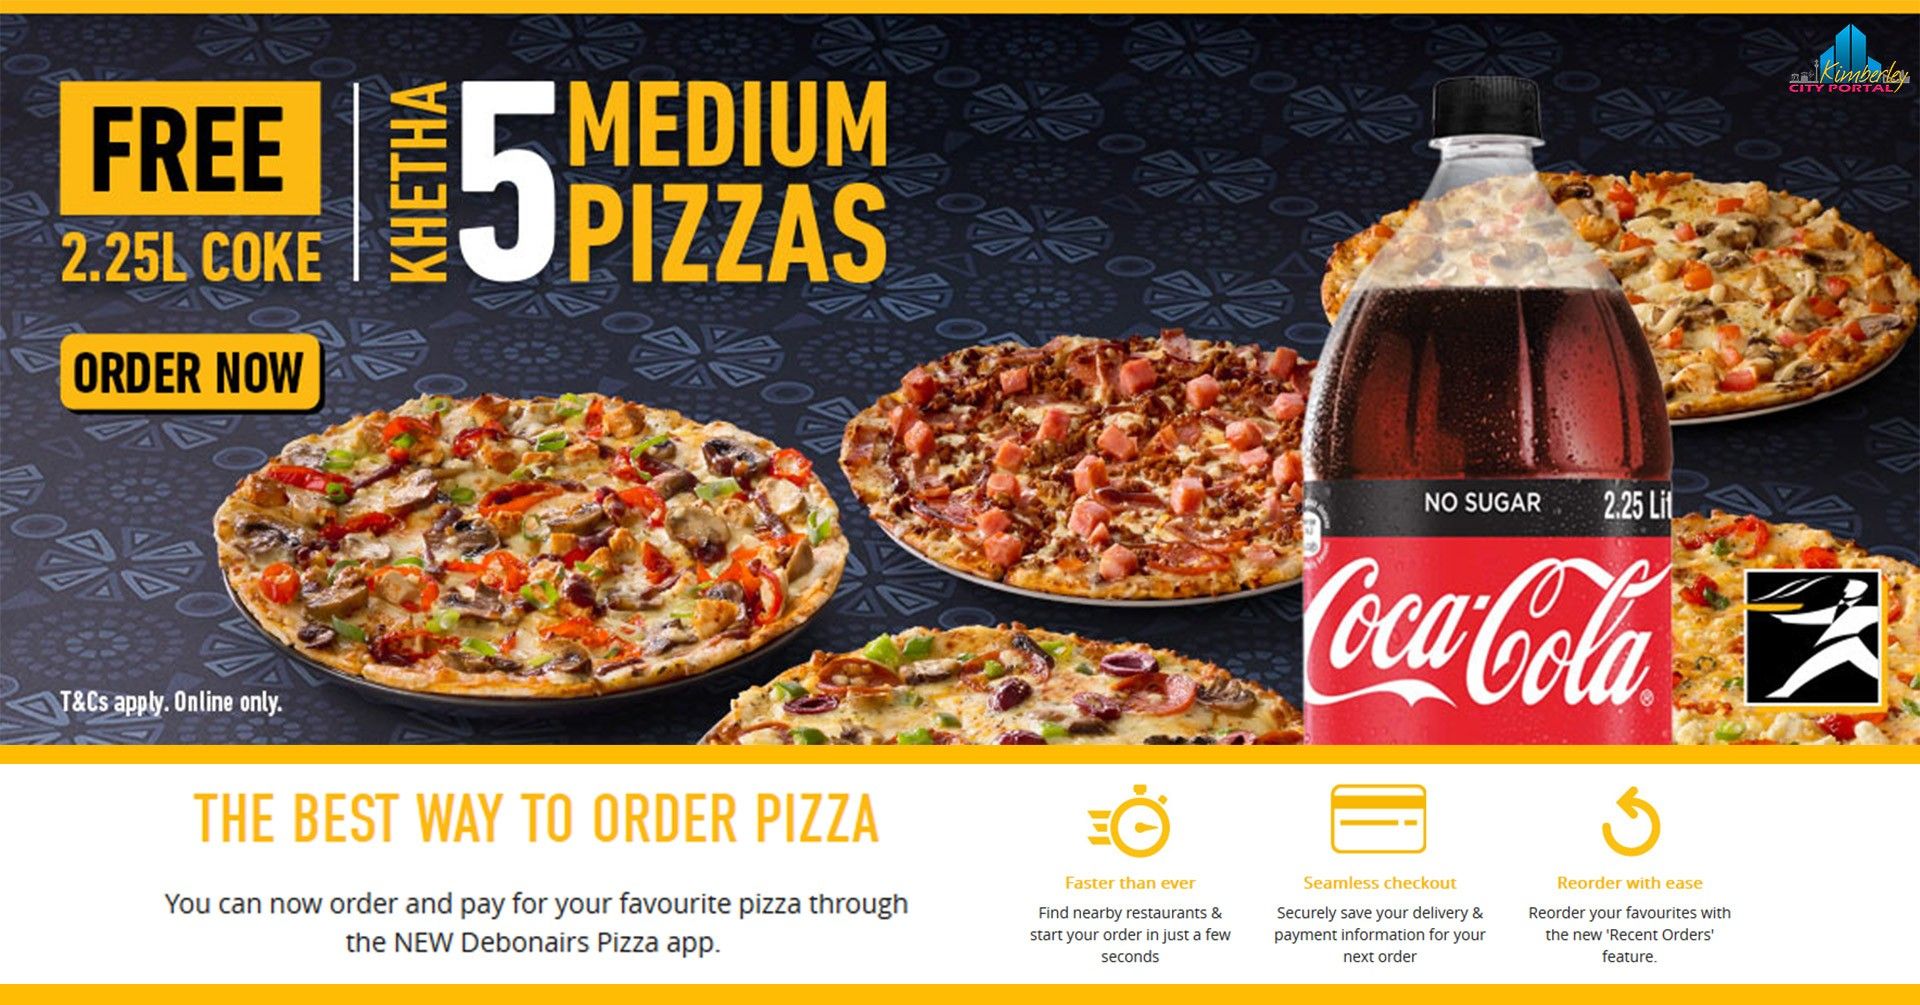 Kimberley
CITY PORTAL
FREE
2.25L COKE
KHETHA
5
MEDIUM
PIZZAS
ORDER NOW
T&Cs apply. Online only.
NO SUGAR
2.25 Lit
Coca-Cola®
THE BEST WAY TO ORDER PIZZA
You can now order and pay for your favourite pizza through
the NEW Debonairs Pizza app.
Faster than ever
Find nearby restaurants &
start your order in just a few
seconds
Seamless checkout
Securely save your delivery &
payment information for your
next order
Reorder with ease
Reorder your favourites with
the new 'Recent Orders'
feature.